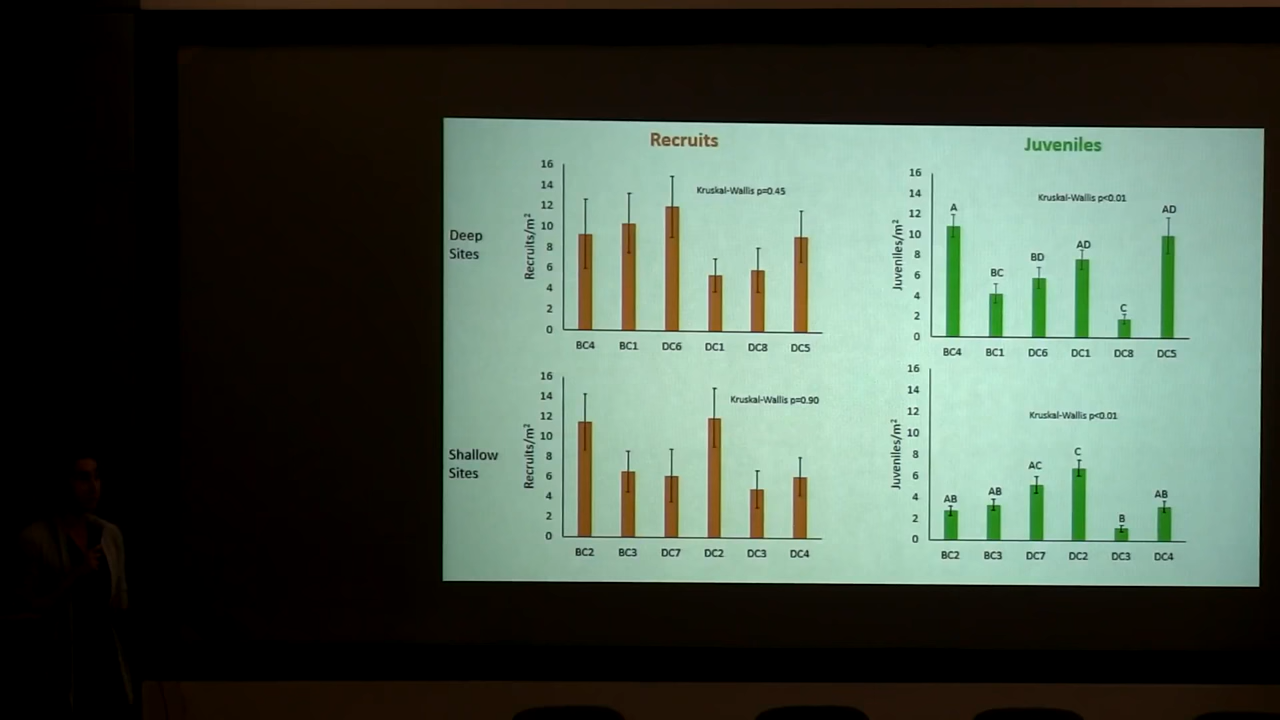 Recruits
Juveniles
Deep
Sites
Recruits/m²
16
14
12
10
8
6
4
2
0
Kruskal-Wallis p=0.45
BC4 BC1 DC6 DC1 DC8 DC5
Juveniles/m²
16
14
12
10
8
6
4
2
0
Kruskal-Wallis p<0.01
A BC BD AD C AD
BC4 BC1 DC6 DC1 DC8 DC5
Shallow
Sites
Recruits/m²
16
14
12
10
8
6
4
2
0
Kruskal-Wallis p=0.90
BC2 BC3 DC7 DC2 DC3 DC4
Juveniles/m²
16
14
12
10
8
6
4
2
0
Kruskal-Wallis p<0.01
AB AB AC C B AB
BC2 BC3 DC7 DC2 DC3 DC4